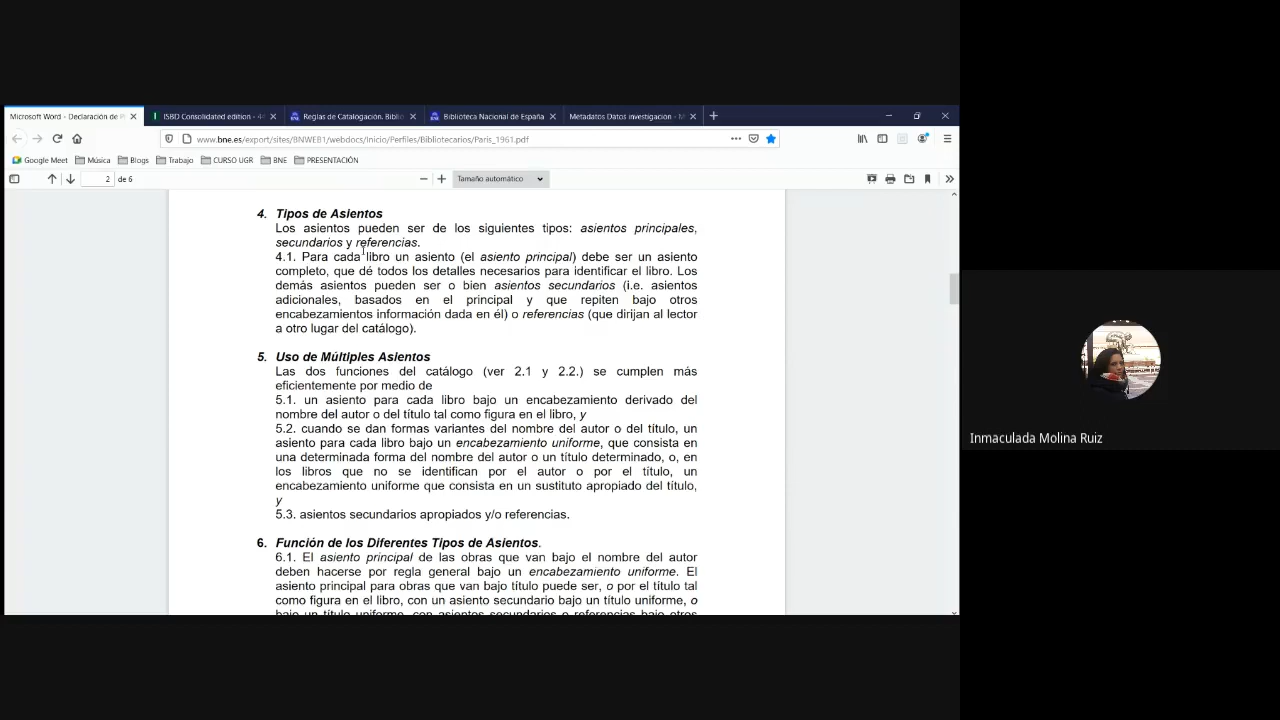 Microsoft Word - Declaración de P
ISBD Consolidated edition - 4
Reglas de Catalogación. Bibli
Biblioteca Nacional de España
Metadatos Datos investigacion - M
www.bne.es/export/sites/BNWEB1/webdocs/Inicio/Perfiles/Bibliotecarios/Paris_1961.pdf
Google Meet Música Blogs Trabajo CURSO UGR BNE PRESENTACIÓN
2 de 6 Tamaño automático
4. Tipos de Asientos
Los asientos pueden ser de los siguientes tipos: asientos principales,
secundarios y referencias.
4.1. Para cada libro un asiento (el asiento principal) debe ser un asiento
completo, que dé todos los detalles necesarios para identificar el libro. Los
demás asientos pueden ser o bien asientos secundarios (i.e. asientos
adicionales, basados en el principal y que repiten bajo otros
encabezamientos información dada en él) o referencias (que dirijan al lector
a otro lugar del catálogo).
5. Uso de Múltiples Asientos
Las dos funciones del catálogo (ver 2.1 y 2.2.) se cumplen más
eficientemente por medio de
5.1. un asiento para cada libro bajo un encabezamiento derivado del
nombre del autor o del título tal como figura en el libro, y
5.2. cuando se dan formas variantes del nombre del autor o del título, un
asiento para cada libro bajo un encabezamiento uniforme, que consista en
una determinada forma del nombre del autor o un título determinado, o, en
los libros que no se identifican por el autor o por el título, un
encabezamiento uniforme que consista en un sustituto apropiado del título,
y
5.3. asientos secundarios apropiados y/o referencias.
6. Función de los Diferentes Tipos de Asientos.
6.1. El asiento principal de las obras que van bajo el nombre del autor
deben hacerse por regla general bajo un encabezamiento uniforme. El
asiento principal para obras que van bajo título puede ser, o por el título tal
como figura en el libro, con un asiento secundario bajo un título uniforme, o
bajo un título uniforme, con asientos secundarios o referencias bajo otros
Inmaculada Molina Ruiz